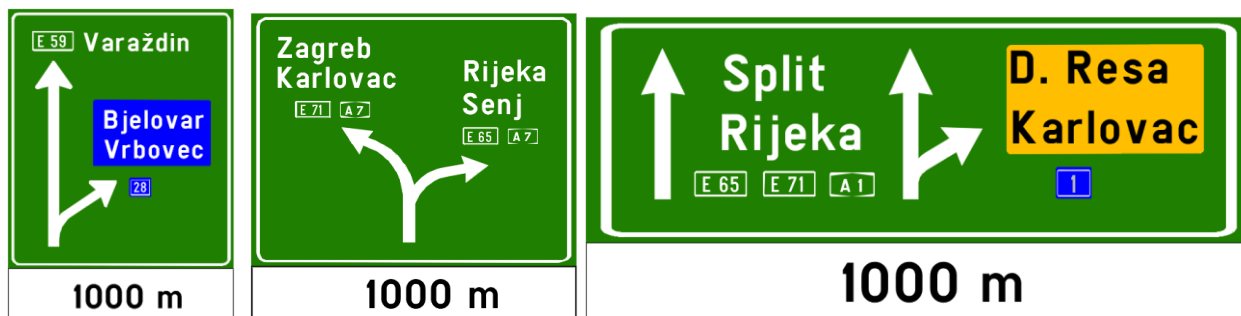 E 59 Varaždin
Bjelovar
Vrbovec
28
1000 m
Zagreb
Karlovac
E 71 A 7
Rijeka
Senj
E 65 A 7
1000 m
Split
Rijeka
E 65 E 71 A 1
D. Resa
Karlovac
1
1000 m